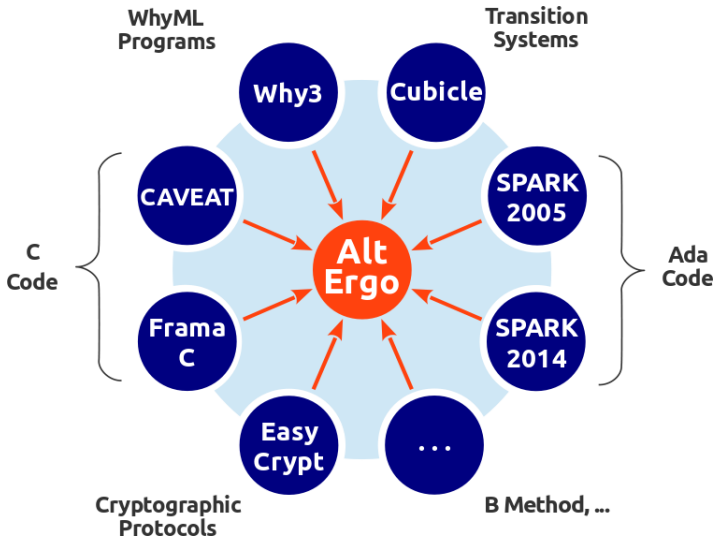 WhyML
Programs
Transition
Systems
Why3
Cubicle
CAVEAT
SPARK
2005
C
Code
Alt
Ergo
Ada
Code
Frama
C
SPARK
2014
Easy
Crypt
...
Cryptographic
Protocols
B Method, ...